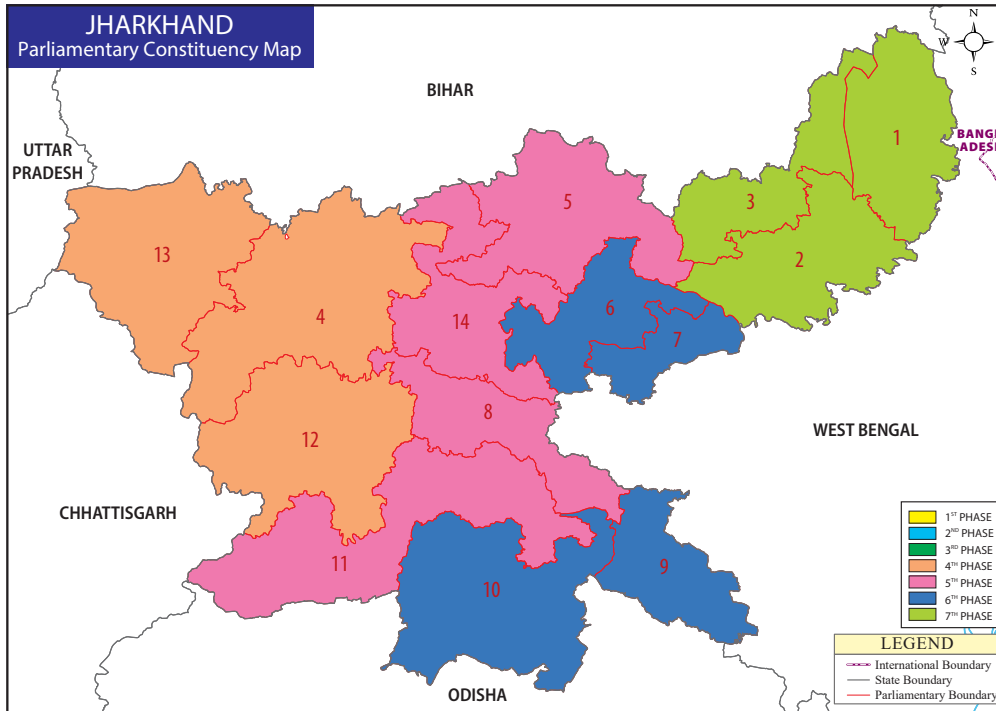 JHARKHAND
Parliamentary Constituency Map
N
W
S
BIHAR
UTTAR
PRADESH
BANGL
ADESH
1
5
3
13
2
6
4
14
7
8
12
WEST BENGAL
CHHATTISGARH
11
9
10
ODISHA
1ST PHASE
2ND PHASE
3RD PHASE
4TH PHASE
5TH PHASE
6TH PHASE
7TH PHASE
LEGEND
International Boundary
State Boundary
Parliamentary Boundary